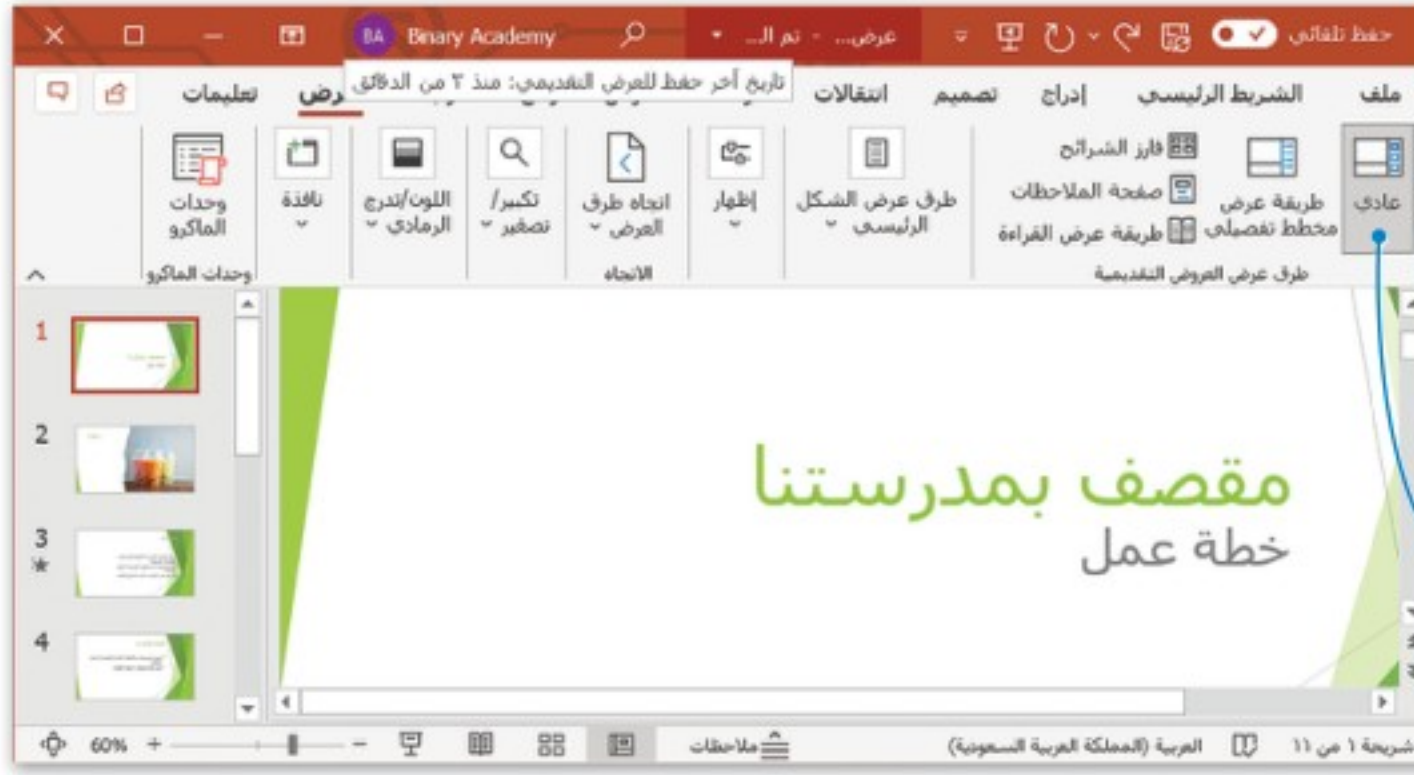 حفظ تلقائي عرض... - تم الـ... Binary Academy BA
تاريخ آخر حفظ للعرض التقديمي: منذ ٣ من الدقائق
ملف الشريط الرئيسي إدراج تصميم انتقالات تعليمات
عادي
طريقة عرض
مخطط تفصيلي
فارز الشرائح
صفحة الملاحظات
طريقة عرض القراءة
طرق عرض العروض التقديمية
طرق عرض الشكل
الرئيسي
إظهار
اتجاه طرق
العرض
الاتجاه
تكبير/
تصغير
اللون/تدرج
الرمادي
نافذة
وحدات
الماكرو
وحدات الماكرو
1
2
3
4
مقصف بمدرستنا
خطة عمل
شريحة ١ من ١١ العربية (المملكة العربية السعودية) ملاحظات 60%